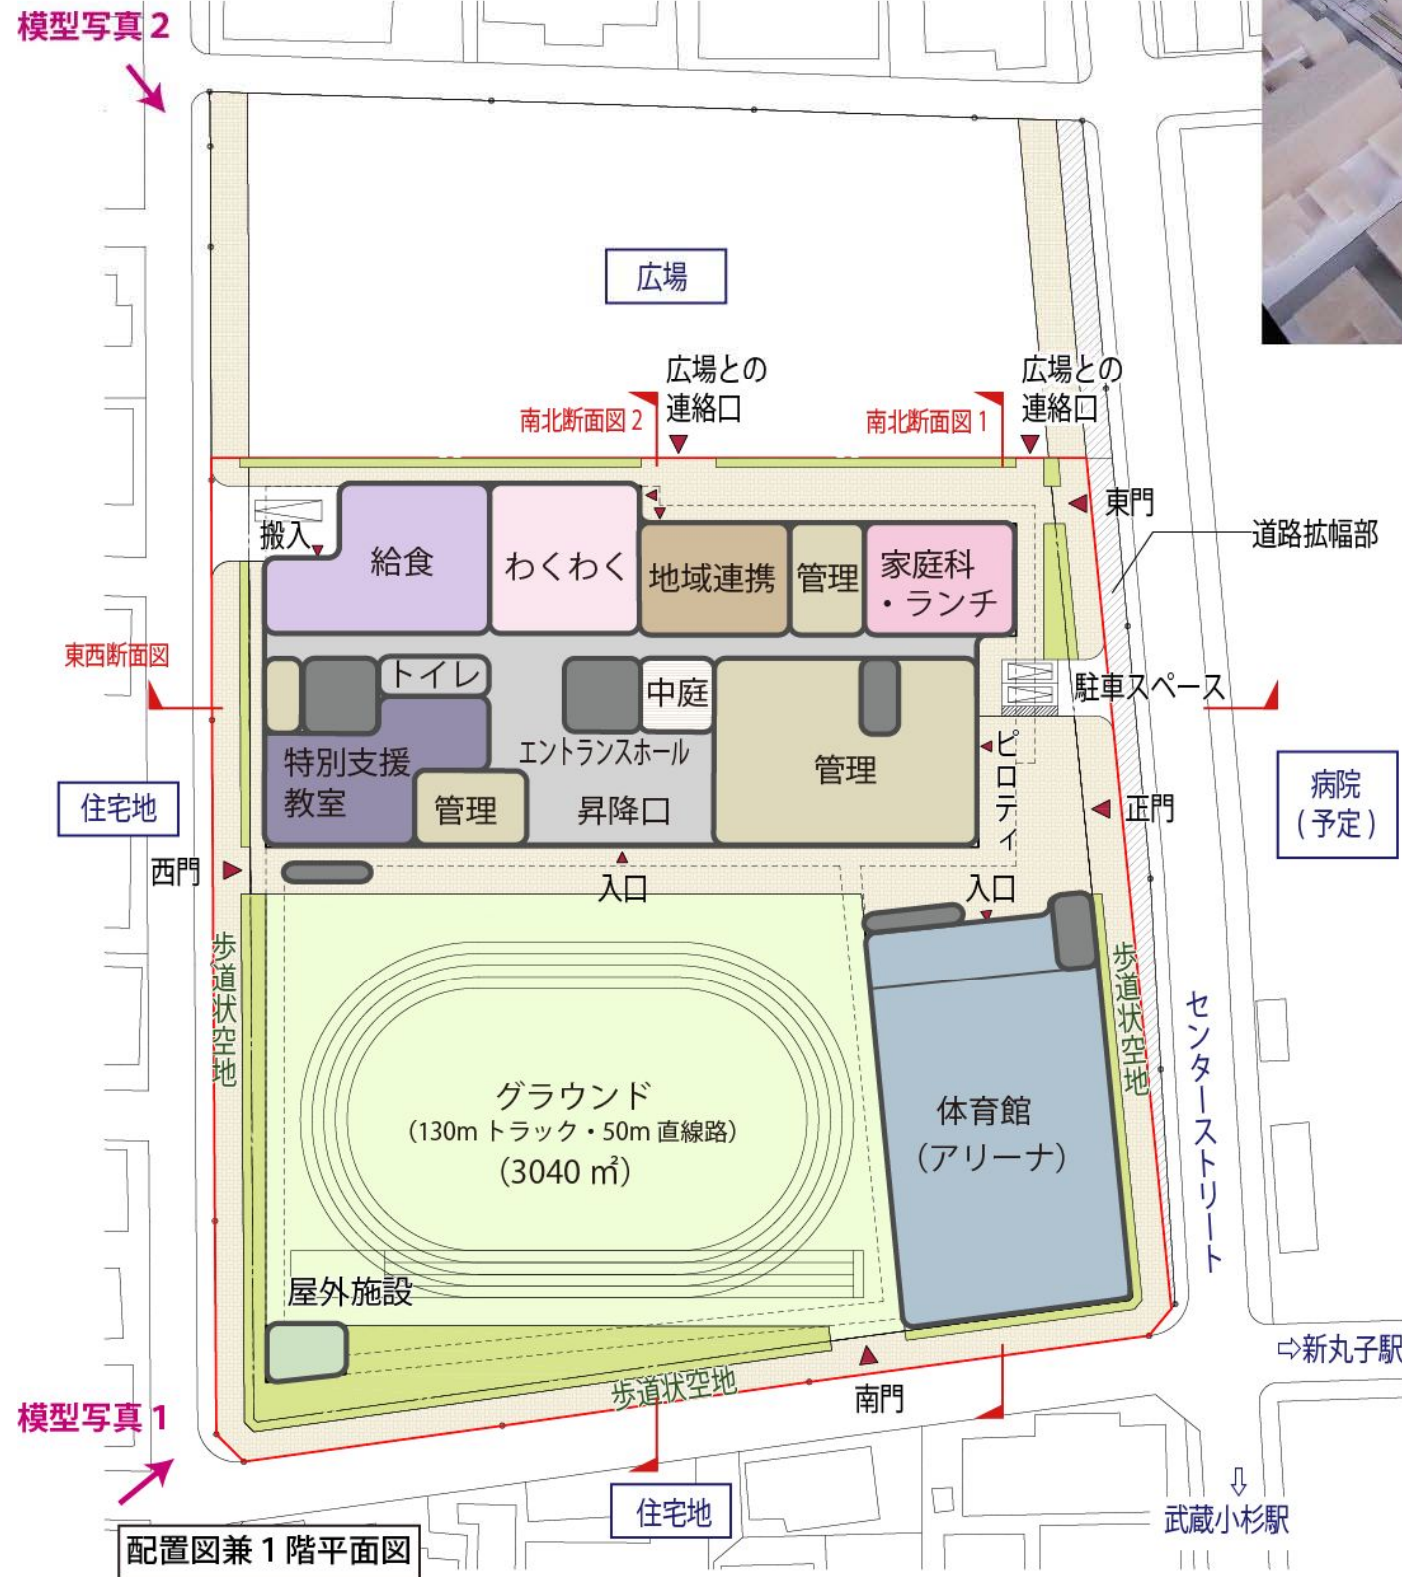 模型写真 2
広場
広場との
連絡口
広場との
連絡口
南北断面図 2
南北断面図 1
東門
道路拡幅部
搬入
給食
わくわく
地域連携
管理
家庭科
・ランチ
東西断面図
トイレ
中庭
駐車スペース
エントランスホール
特別支援
教室
管理
昇降口
管理
ピロティ
住宅地
病院
(予定)
正門
西門
入口
入口
歩道状空地
歩道状空地
センターストリート
グラウンド
(130m トラック・50m 直線路)
(3040 ㎡)
体育館
(アリーナ)
屋外施設
⇨新丸子駅
歩道状空地
南門
模型写真 1
住宅地
⇩
武蔵小杉駅
配置図兼 1 階平面図